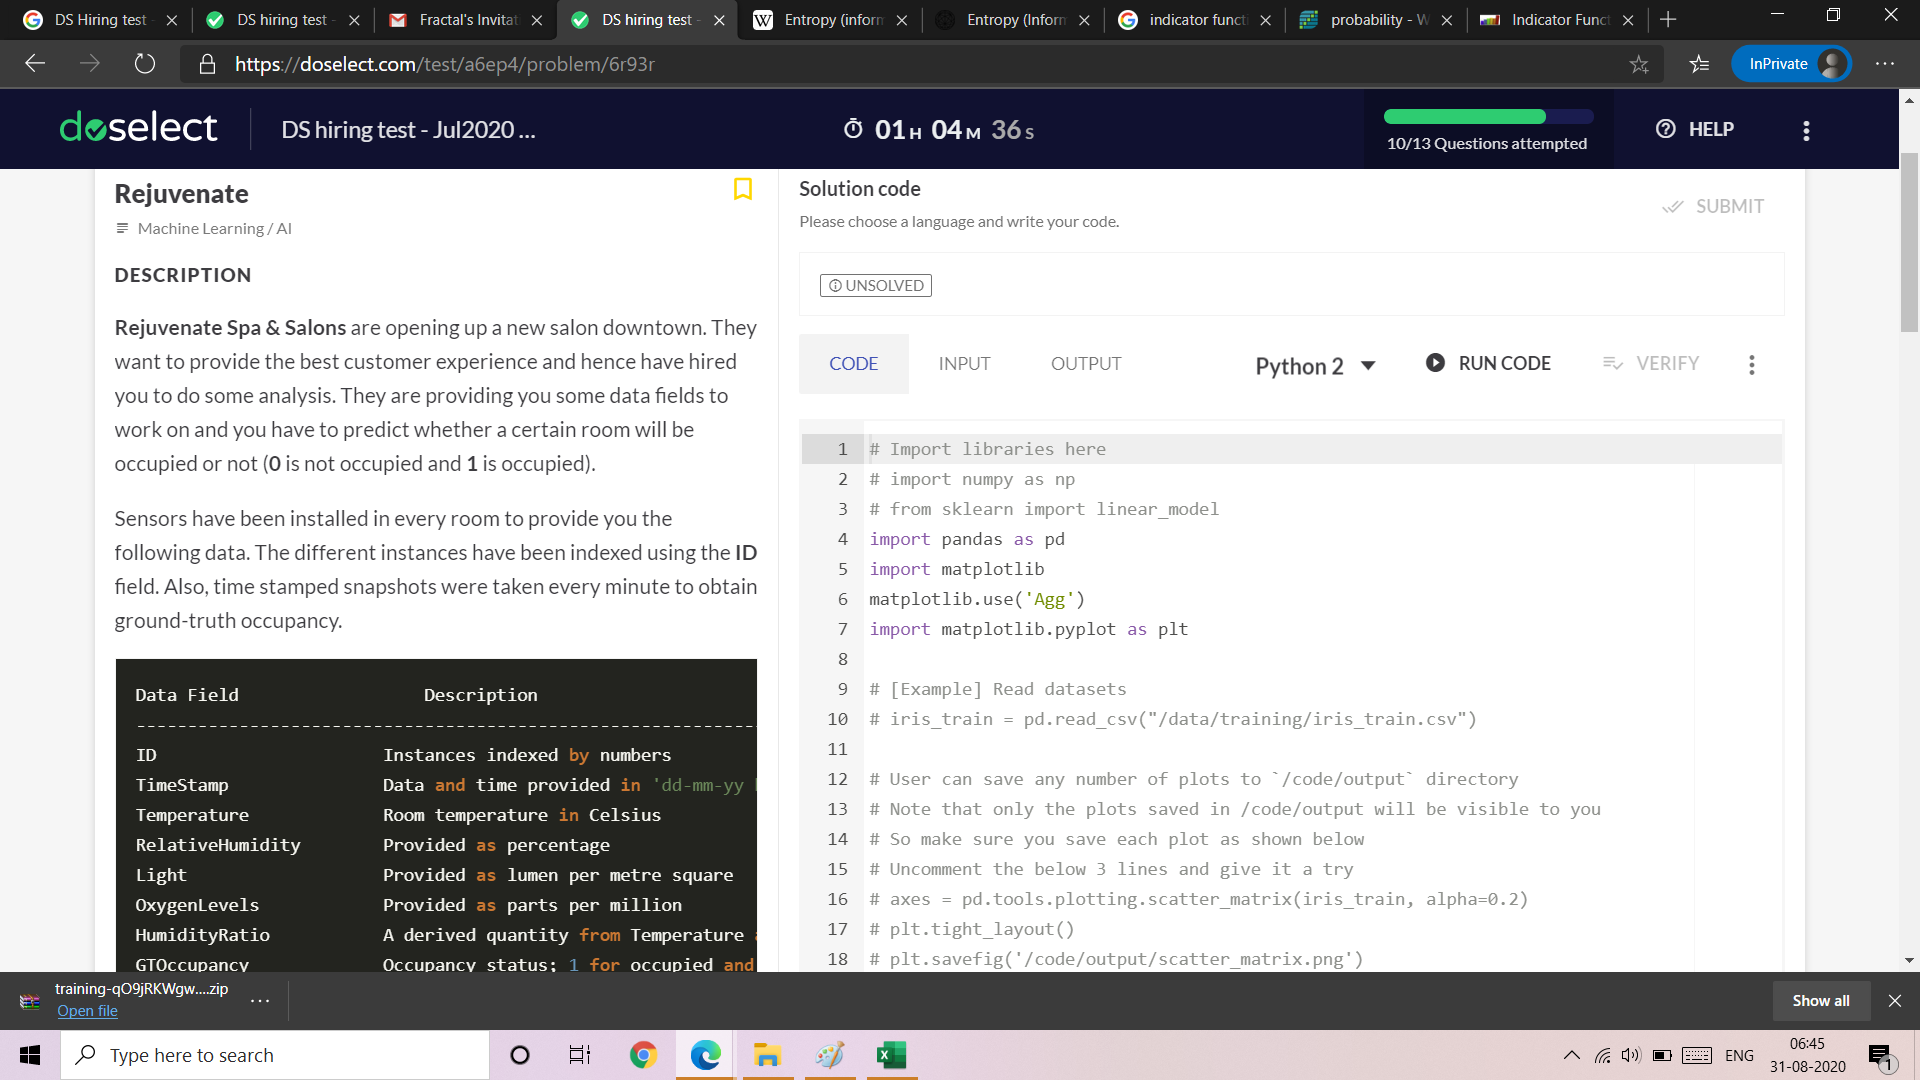 DS Hiring test
DS hiring test -
Fractal's Invita
DS hiring test -
Entropy (inforn
Entropy (Inforn
indicator functi
probability - W
Indicator Funct
https://doselect.com/test/a6ep4/problem/6r93r
InPrivate
doselect
DS hiring test - Jul2020 ...
01 H 04 M 36 S
10/13 Questions attempted
HELP
Rejuvenate
Machine Learning / AI
DESCRIPTION
Rejuvenate Spa & Salons are opening up a new salon downtown. They
want to provide the best customer experience and hence have hired
you to do some analysis. They are providing you some data fields to
work on and you have to predict whether a certain room will be
occupied or not (0 is not occupied and 1 is occupied).
Sensors have been installed in every room to provide you the
following data. The different instances have been indexed using the ID
field. Also, time stamped snapshots were taken every minute to obtain
ground-truth occupancy.
Data Field Description
------------------------------------------------------------
ID Instances indexed by numbers
TimeStamp Data and time provided in 'dd-mm-yy
Temperature Room temperature in Celsius
RelativeHumidity Provided as percentage
Light Provided as lumen per metre square
OxygenLevels Provided as parts per million
HumidityRatio A derived quantity from Temperature
GTOccupancy Occupancy status; 1 for occupied and
Solution code
Please choose a language and write your code.
SUBMIT
UNSOLVED
CODE INPUT OUTPUT Python 2 RUN CODE VERIFY
1 # Import libraries here
2 # import numpy as np
3 # from sklearn import linear_model
4 import pandas as pd
5 import matplotlib
6 matplotlib.use('Agg')
7 import matplotlib.pyplot as plt
8
9 # [Example] Read datasets
10 # iris_train = pd.read_csv("/data/training/iris_train.csv")
11
12 # User can save any number of plots to `/code/output` directory
13 # Note that only the plots saved in /code/output will be visible to you
14 # So make sure you save each plot as shown below
15 # Uncomment the below 3 lines and give it a try
16 # axes = pd.tools.plotting.scatter_matrix(iris_train, alpha=0.2)
17 # plt.tight_layout()
18 # plt.savefig('/code/output/scatter_matrix.png')
training-qO9jRKWgw....zip
Open file
Show all
Type here to search
ENG
06:45
31-08-2020
1